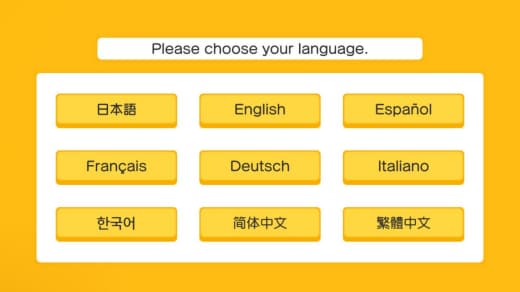 Please choose your language.
日本語 English Español
Français Deutsch Italiano
한국어 简体中文 繁體中文